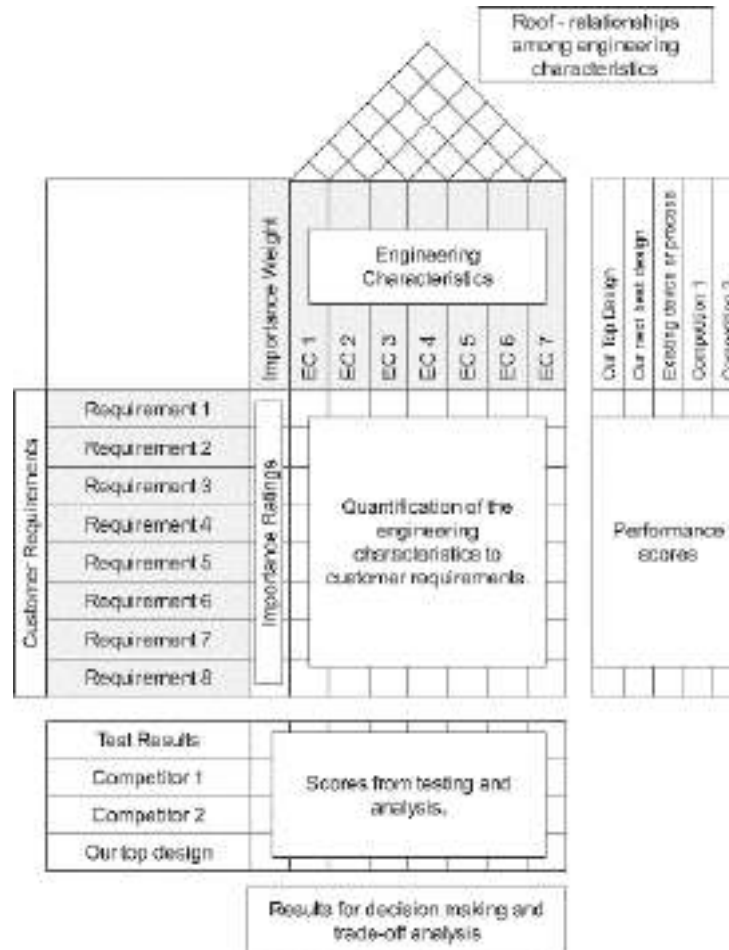 Roof - relationships
among engineering
characteristics
Importance Weight
Engineering
Characteristics
EC 1
EC 2
EC 3
EC 4
EC 5
EC 6
EC 7
Our Top Design
Our next best design
Existing device or process
Competition 1
Customer Requirements
Requirement 1
Requirement 2
Requirement 3
Requirement 4
Requirement 5
Requirement 6
Requirement 7
Requirement 8
Importance Ratings
Quantification of the
engineering
characteristics to
customer requirements
Performance
scores
Test Results
Competitor 1
Competitor 2
Our top design
Scores from testing and
analysis.
Results for decision making and
trade-off analysis